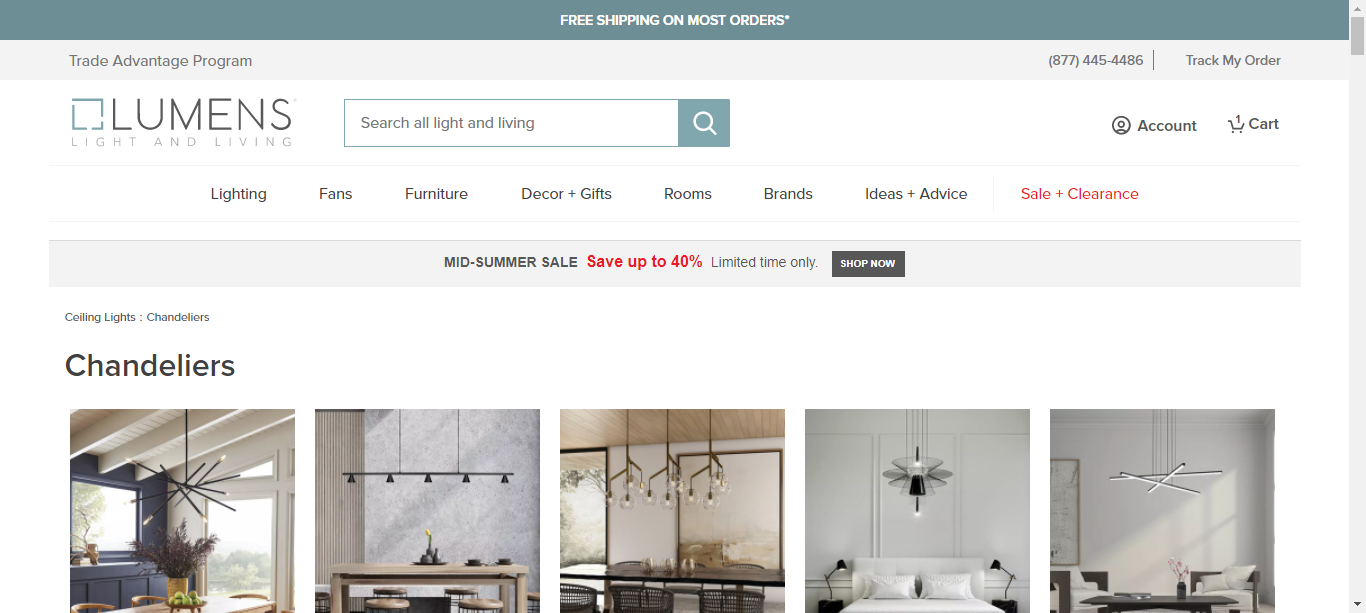 FREE SHIPPING ON MOST ORDERS*
Trade Advantage Program
(877) 445-4486
Track My Order
LUMENS
LIGHT AND LIVING
Search all light and living
Account
1
Cart
Lighting
Fans
Furniture
Decor + Gifts
Rooms
Brands
Ideas + Advice
Sale + Clearance
MID-SUMMER SALE Save up to 40% Limited time only. SHOP NOW
Ceiling Lights : Chandeliers
Chandeliers